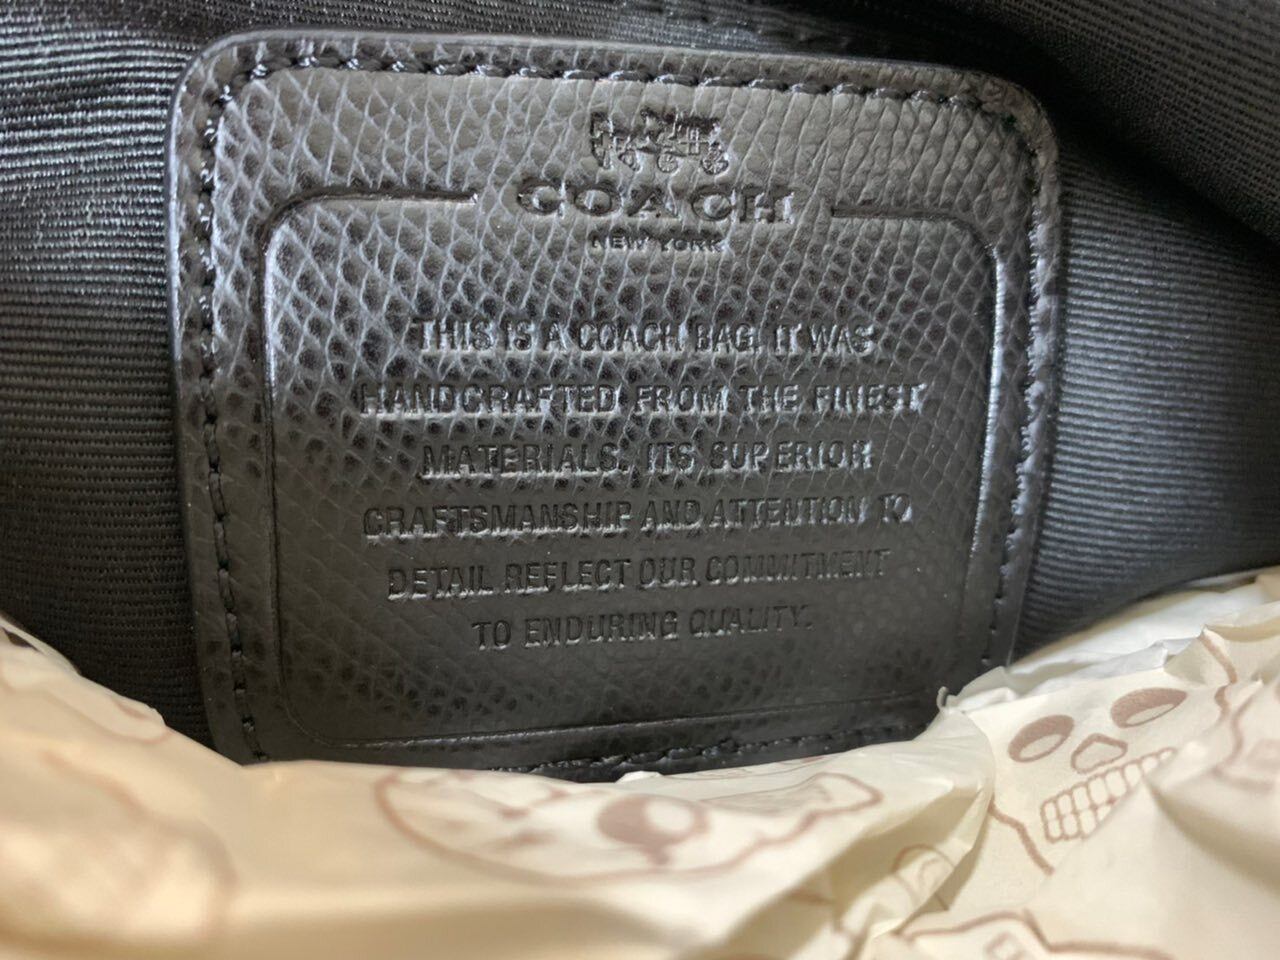 COACH
NEW YORK
THIS IS A COACH BAG. IT WAS
HANDCRAFTED FROM THE FINEST
MATERIALS. ITS SUPERIOR
CRAFTSMANSHIP AND ATTENTION TO
DETAIL REFLECT OUR COMMITMENT
TO ENDURING QUALITY.